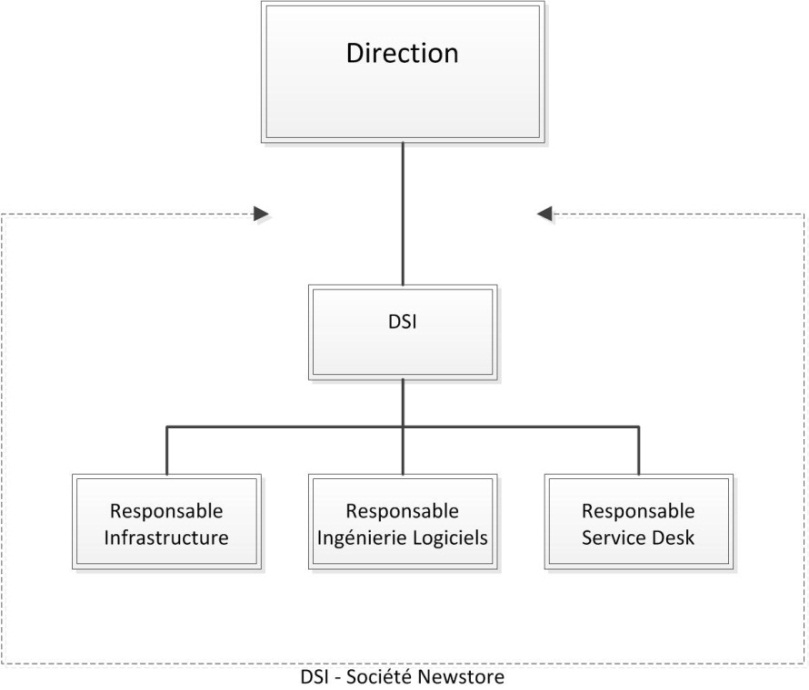 Direction
DSI
Responsable
Infrastructure
Responsable
Ingénierie Logiciels
Responsable
Service Desk
DSI - Société Newstore